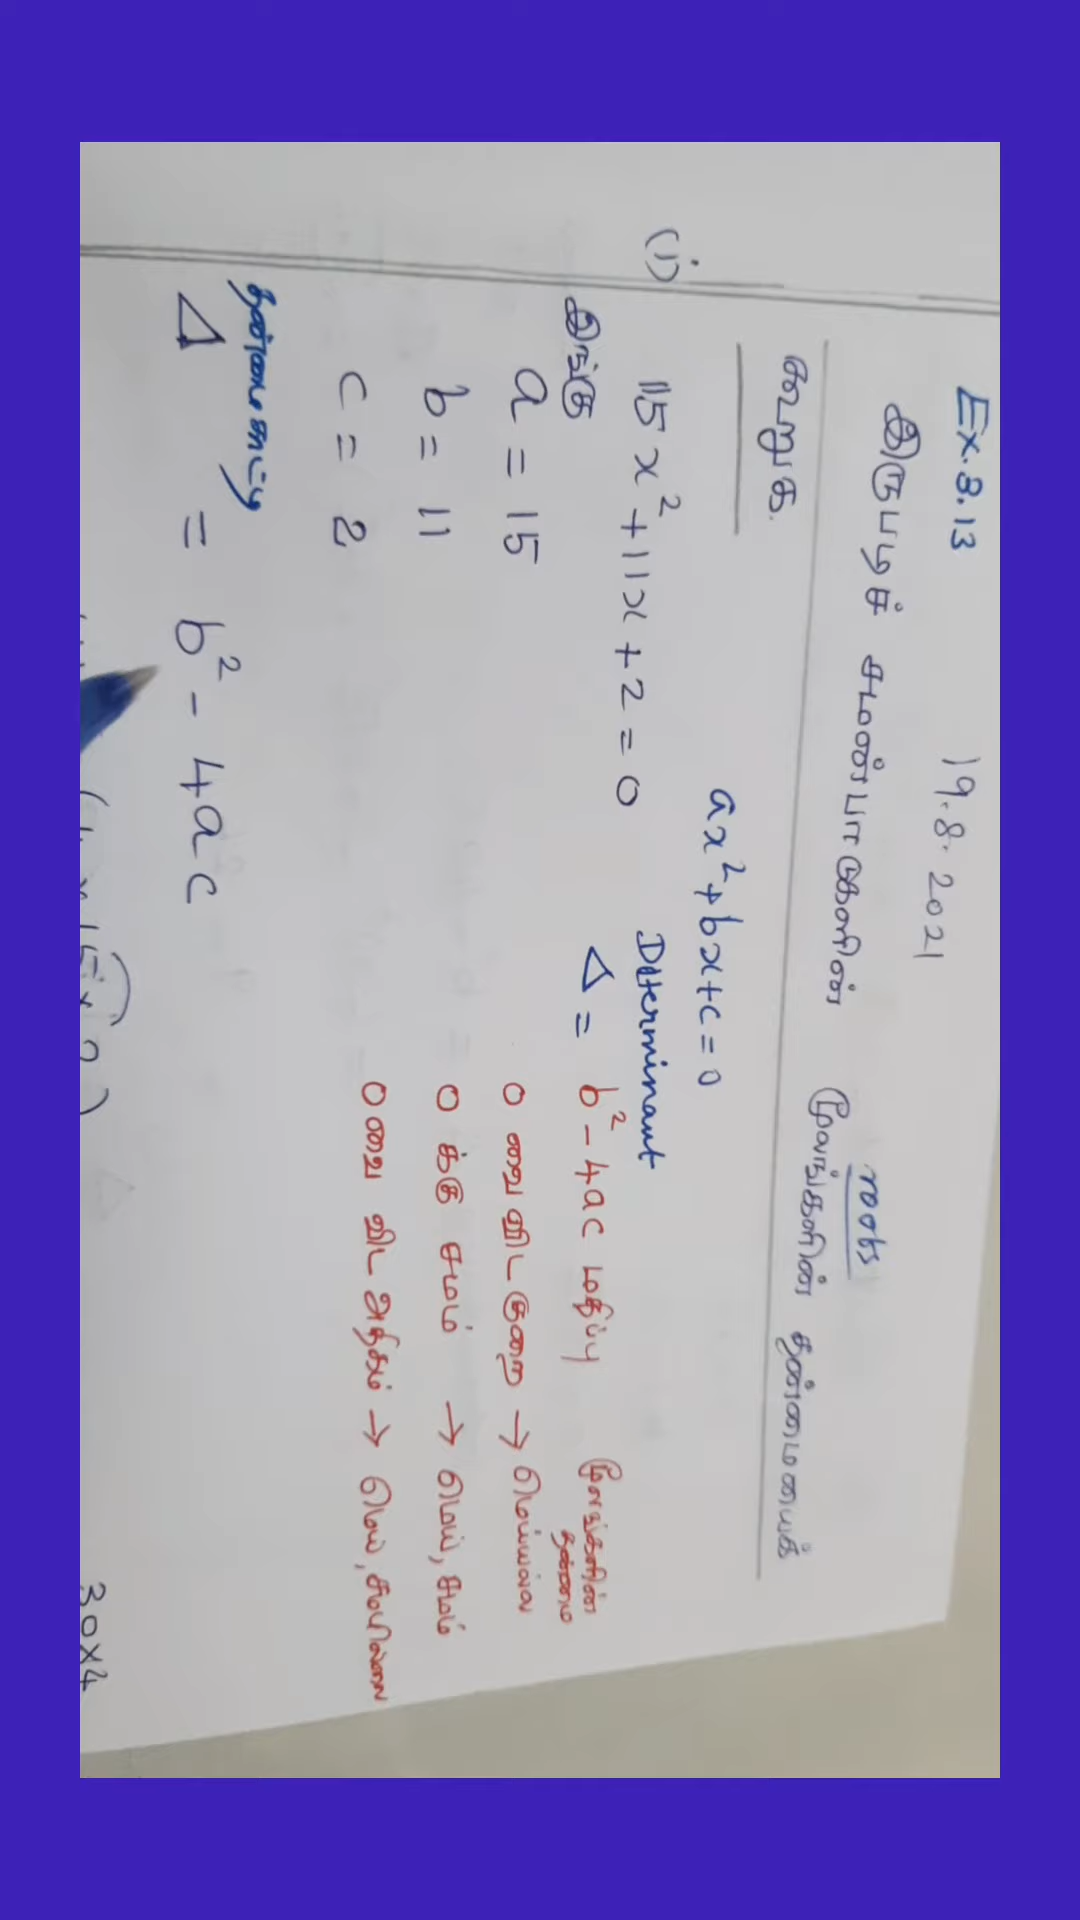 19.8.2021
Ex.3.13
roots
இருபடிச் சமன்பாடுகளின் மூலங்களின் தன்மையைக்
கூறுக.
ax²+bx+c=0
(i) 15x²+11x+2=0
Determinant
இங்கு
Δ = b²-4ac மதிப்பு
மூலங்களின்
தன்மை
a = 15
0 வை விட குறை → மெய்யல்ல
b = 11
0 க்கு சமம் → மெய், சமம்
c = 2
0 வை விட அதிகம் → மெய், சமமில்லை
தன்மைகாட்டி
Δ = b² - 4ac
30×4